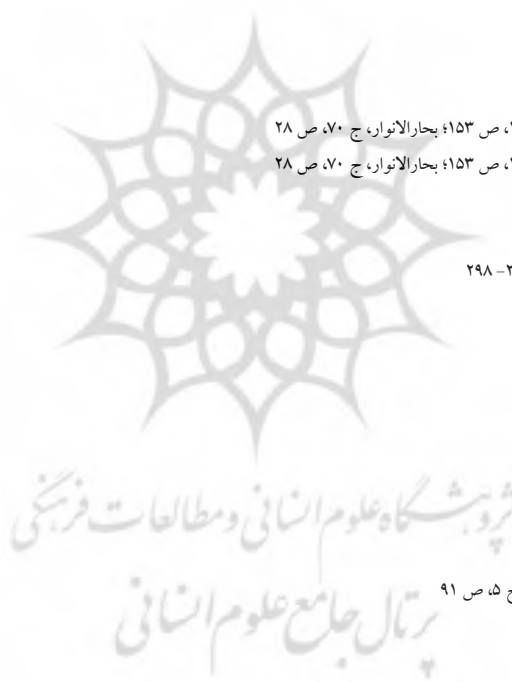 ، ص ۱۵۳؛ بحارالانوار، ج ۷۰، ص ۲۸
، ص ۱۵۳؛ بحارالانوار، ج ۷۰، ص ۲۸
۲۹۸ –
پژوهشگاه علوم انسانی و مطالعات فرهنگی
ج ۵، ص ۹۱
پرتال جامع علوم انسانی